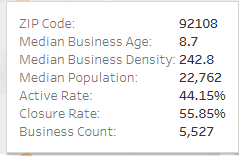 ZIP Code: 92108
Median Business Age: 8.7
Median Business Density: 242.8
Median Population: 22,762
Active Rate: 44.15%
Closure Rate: 55.85%
Business Count: 5,527